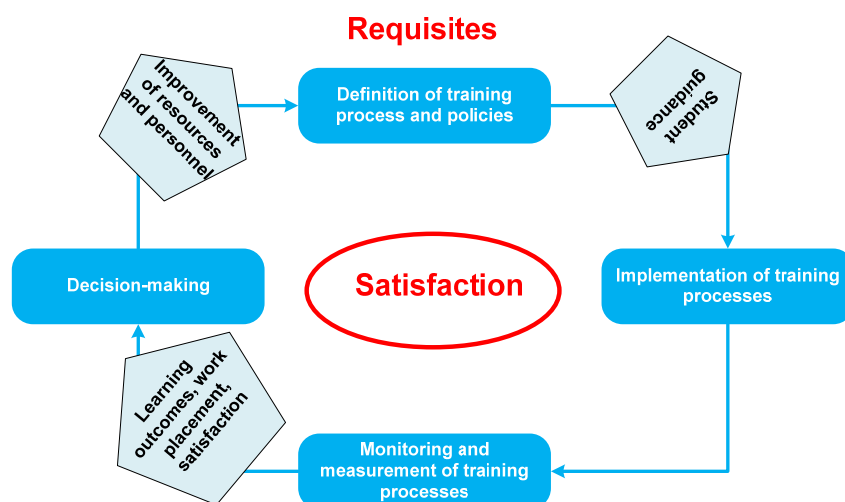 Requisites
Improvement
of resources
and personnel
Definition of training
process and policies
Student
guidance
Decision-making
Satisfaction
Implementation of training
processes
Learning
outcomes, work
placement,
satisfaction
Monitoring and
measurement of training
processes